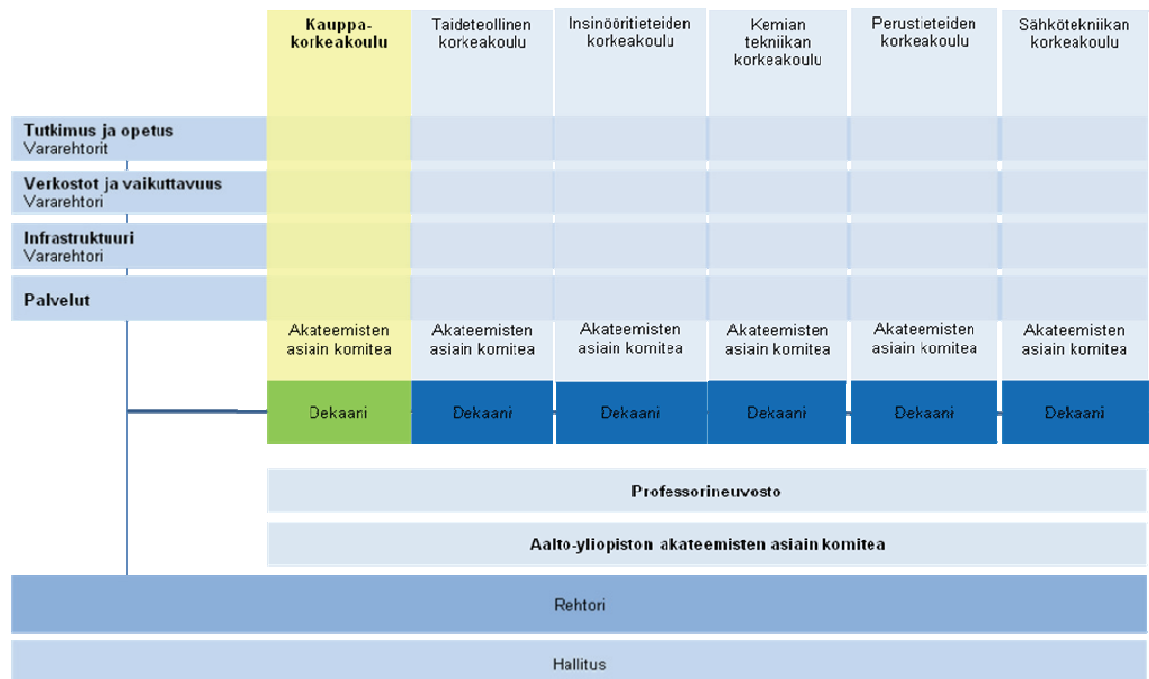 Kauppa-
korkeakoulu
Taideteollinen
korkeakoulu
Insinööritieteiden
korkeakoulu
Kemian
tekniikan
korkeakoulu
Perustieteiden
korkeakoulu
Sähkötekniikan
korkeakoulu
Tutkimus ja opetus
Vararehtorit
Verkostot ja vaikuttavuus
Vararehtori
Infrastruktuuri
Vararehtori
Palvelut
Akateemisten
asiain komitea
Akateemisten
asiain komitea
Akateemisten
asiain komitea
Akateemisten
asiain komitea
Akateemisten
asiain komitea
Akateemisten
asiain komitea
Dekaani
Dekaani
Dekaani
Dekaani
Dekaani
Dekaani
Professorineuvosto
Aalto-yliopiston akateemisten asiain komitea
Rehtori
Hallitus